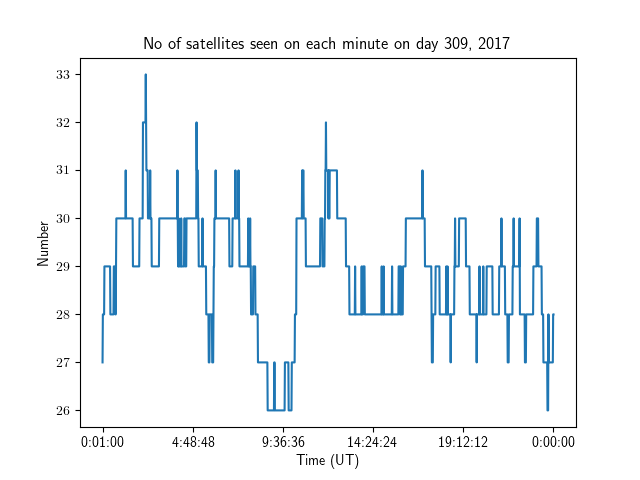 No of satellites seen on each minute on day 309, 2017
33
32
31
30
29
28
27
26
Number
0:01:00 4:48:48 9:36:36 14:24:24 19:12:12 0:00:00
Time (UT)